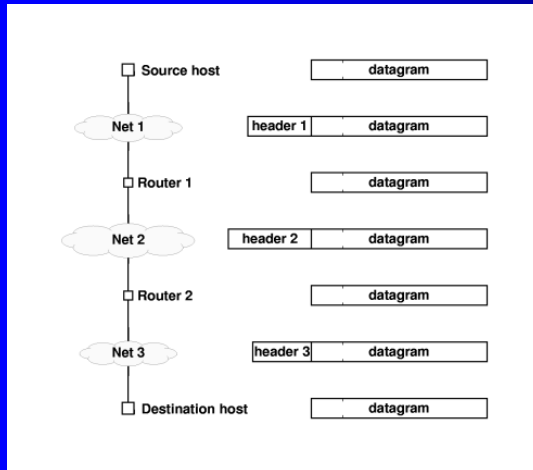 Source host datagram
Net 1 header 1 datagram
Router 1 datagram
Net 2 header 2 datagram
Router 2 datagram
Net 3 header 3 datagram
Destination host datagram